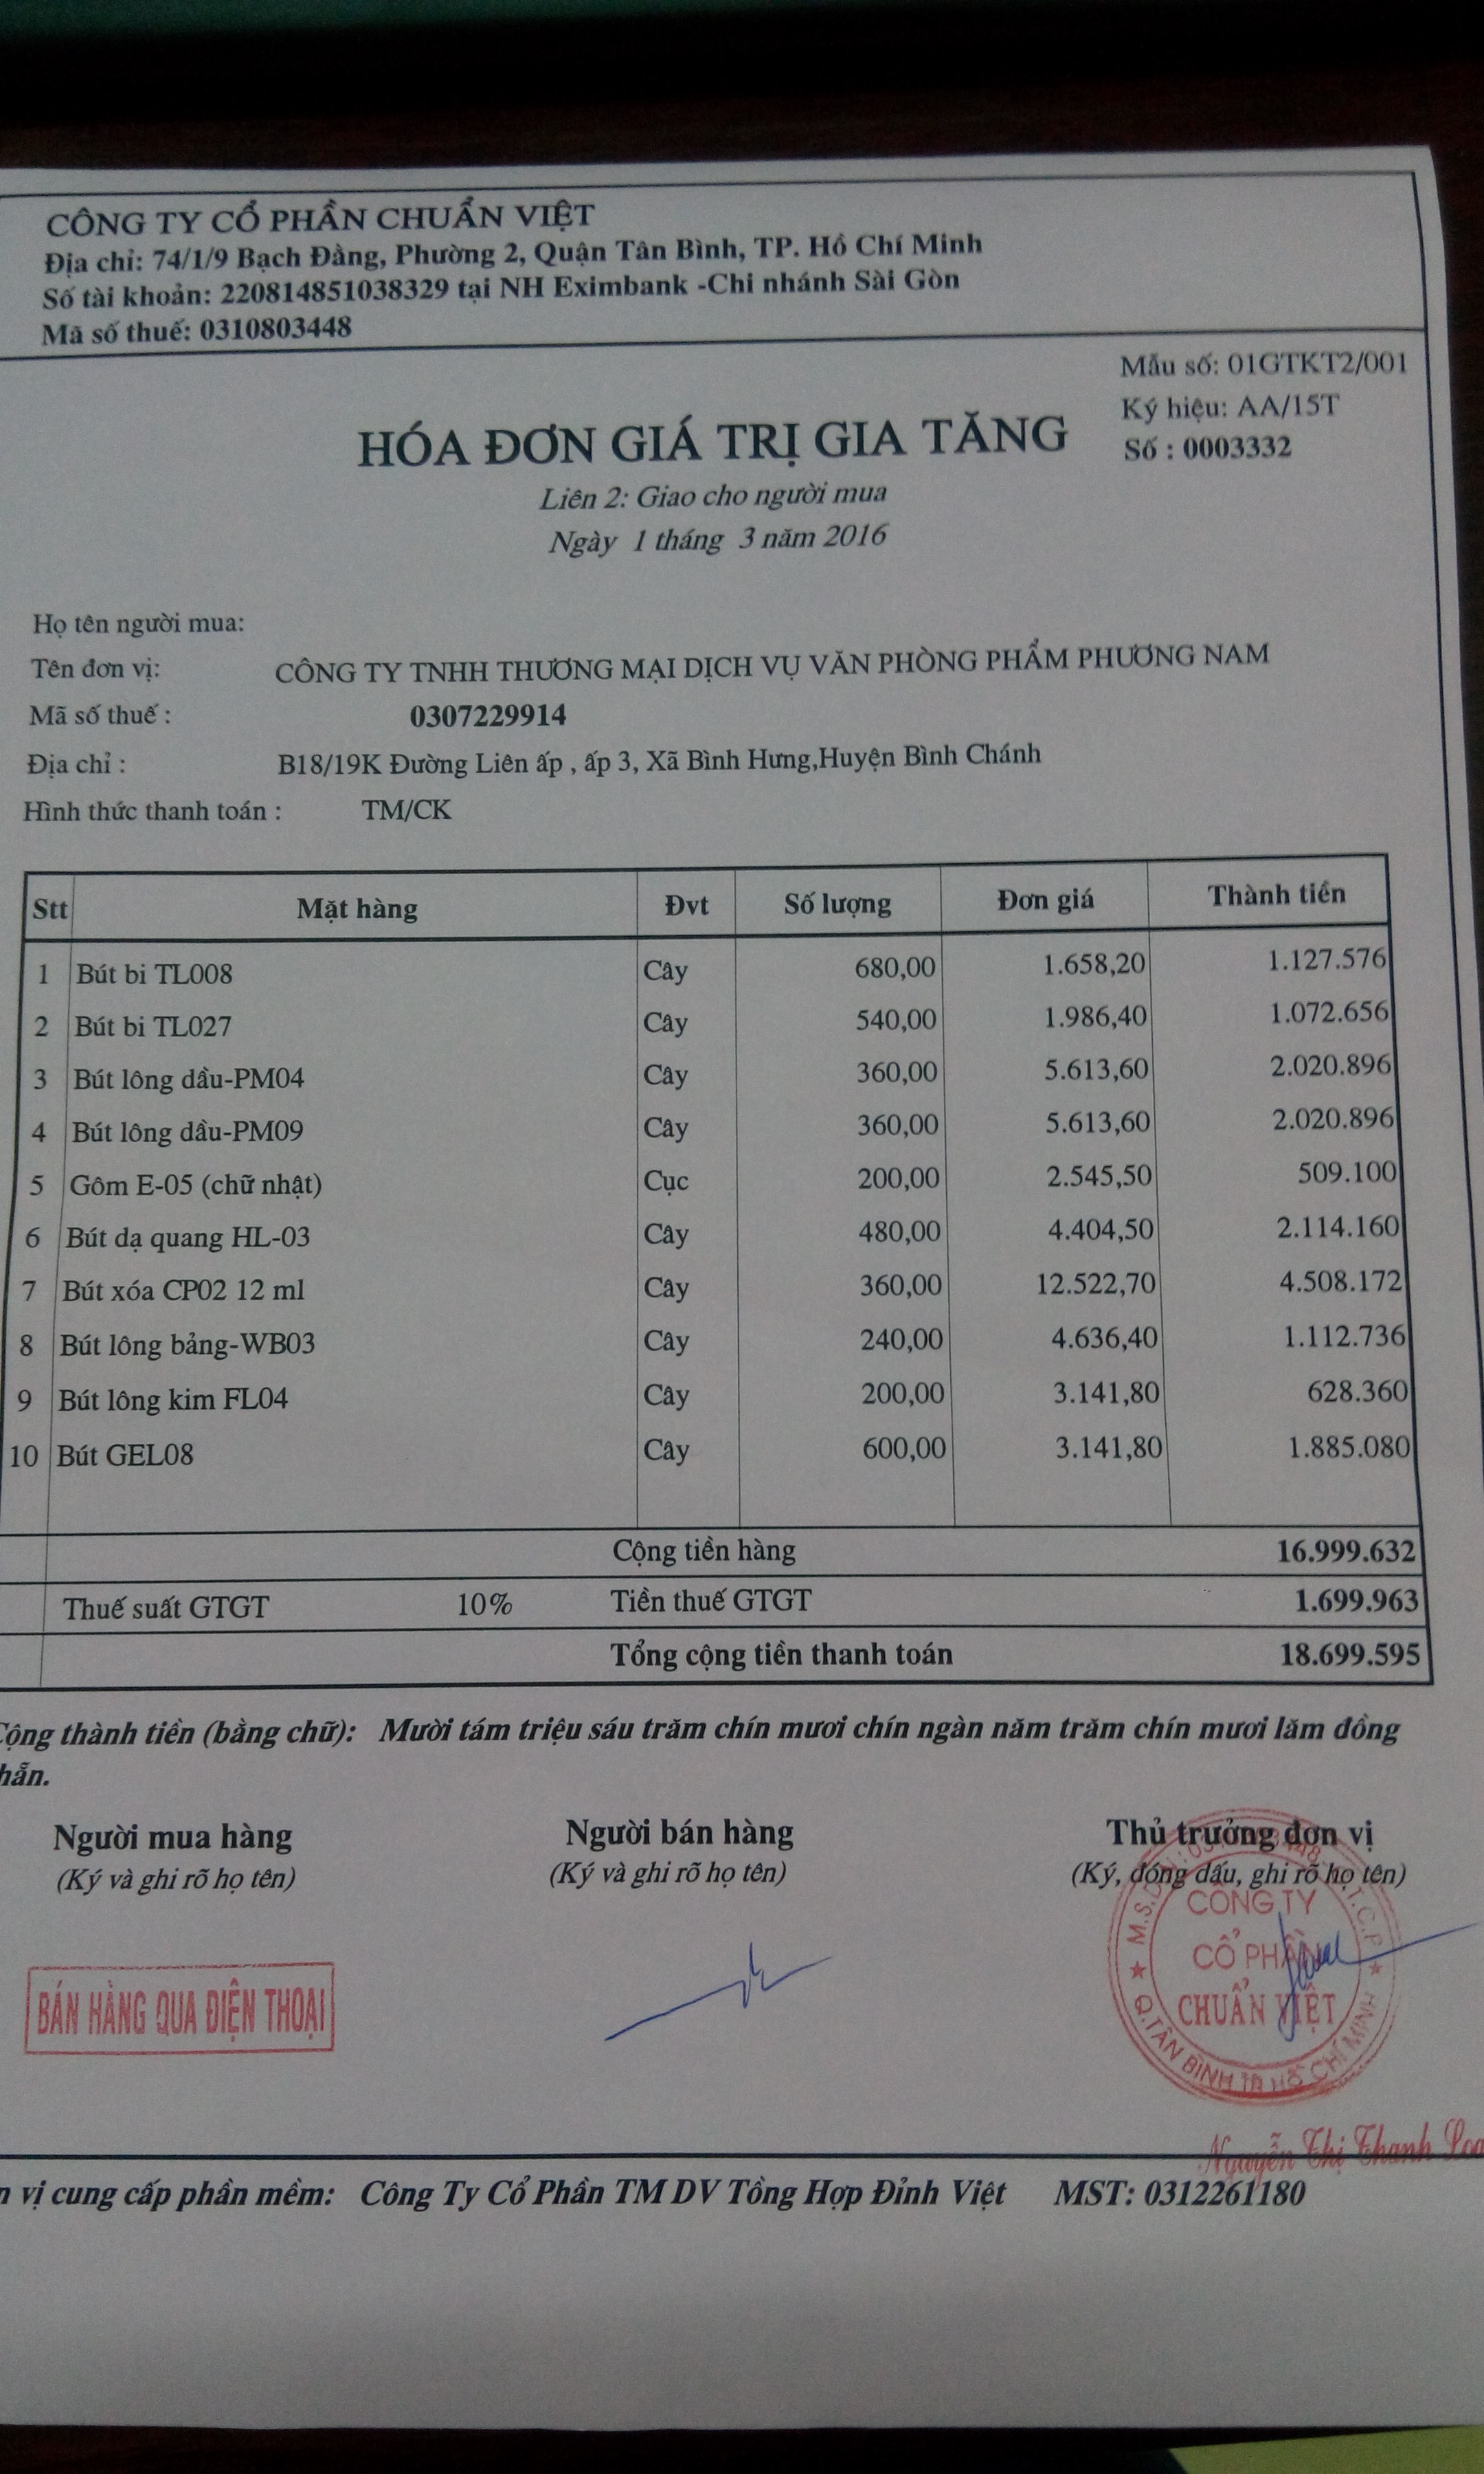 CÔNG TY CỔ PHẦN CHUẨN VIỆT
Địa chỉ: 74/1/9 Bạch Đằng, Phường 2, Quận Tân Bình, TP. Hồ Chí Minh
Số tài khoản: 220814851038329 tại NH Eximbank -Chi nhánh Sài Gòn
Mã số thuế: 0310803448
Mẫu số: 01GTKT2/001
Ký hiệu: AA/15T
Số : 0003332
HÓA ĐƠN GIÁ TRỊ GIA TĂNG
Liên 2: Giao cho người mua
Ngày 1 tháng 3 năm 2016
Họ tên người mua:
Tên đơn vị: CÔNG TY TNHH THƯƠNG MẠI DỊCH VỤ VĂN PHÒNG PHẨM PHƯƠNG NAM
Mã số thuế : 0307229914
Địa chỉ : B18/19K Đường Liên ấp , ấp 3, Xã Bình Hưng,Huyện Bình Chánh
Hình thức thanh toán : TM/CK
Stt Mặt hàng Đvt Số lượng Đơn giá Thành tiền
1 Bút bi TL008 Cây 680,00 1.658,20 1.127.576
2 Bút bi TL027 Cây 540,00 1.986,40 1.072.656
3 Bút lông dầu-PM04 Cây 360,00 5.613,60 2.020.896
4 Bút lông dầu-PM09 Cây 360,00 5.613,60 2.020.896
5 Gôm E-05 (chữ nhật) Cục 200,00 2.545,50 509.100
6 Bút dạ quang HL-03 Cây 480,00 4.404,50 2.114.160
7 Bút xóa CP02 12 ml Cây 360,00 12.522,70 4.508.172
8 Bút lông bảng-WB03 Cây 240,00 4.636,40 1.112.736
9 Bút lông kim FL04 Cây 200,00 3.141,80 628.360
10 Bút GEL08 Cây 600,00 3.141,80 1.885.080
Cộng tiền hàng 16.999.632
Thuế suất GTGT 10% Tiền thuế GTGT 1.699.963
Tổng cộng tiền thanh toán 18.699.595
Cộng thành tiền (bằng chữ): Mười tám triệu sáu trăm chín mươi chín ngàn năm trăm chín mươi lăm đồng
hẵn.
Người mua hàng Người bán hàng Thủ trưởng đơn vị
(Ký và ghi rõ họ tên) (Ký và ghi rõ họ tên) (Ký, đóng dấu, ghi rõ họ tên)
BÁN HÀNG QUA ĐIỆN THOẠI
CÔNG TY
CỔ PHẦN
CHUẨN VIỆT
Q.TÂN BÌNH TP HỒ CHÍ MINH
Nguyễn Thị Thanh
n vị cung cấp phần mềm: Công Ty Cổ Phần TM DV Tổng Hợp Đỉnh Việt MST: 0312261180